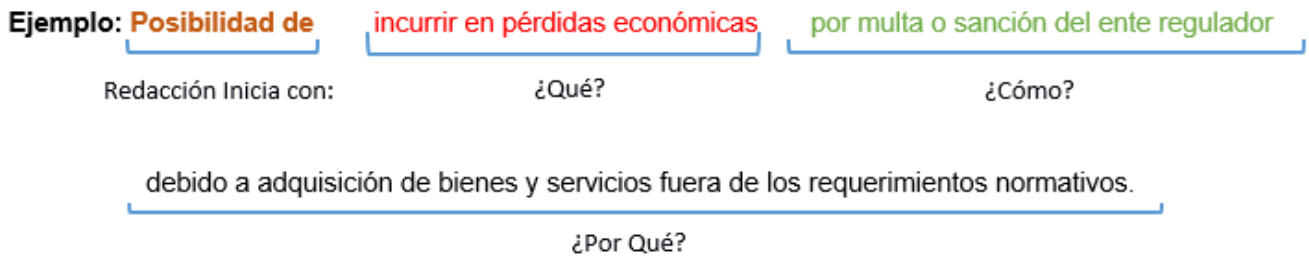 Ejemplo: Posibilidad de incurrir en pérdidas económicas por multa o sanción del ente regulador
Redacción Inicia con: ¿Qué? ¿Cómo?
debido a adquisición de bienes y servicios fuera de los requerimientos normativos.
¿Por Qué?